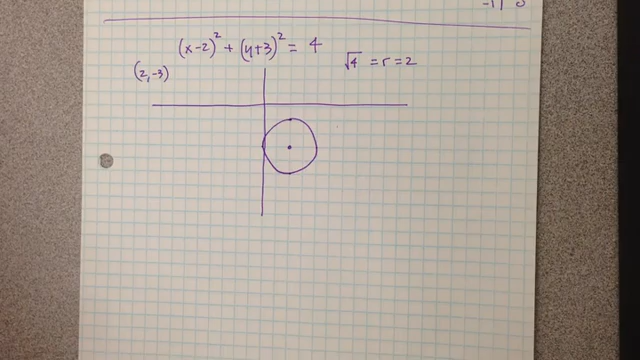 (x-2)² + (y+3)² = 4
(2,-3)
√4 = r = 2